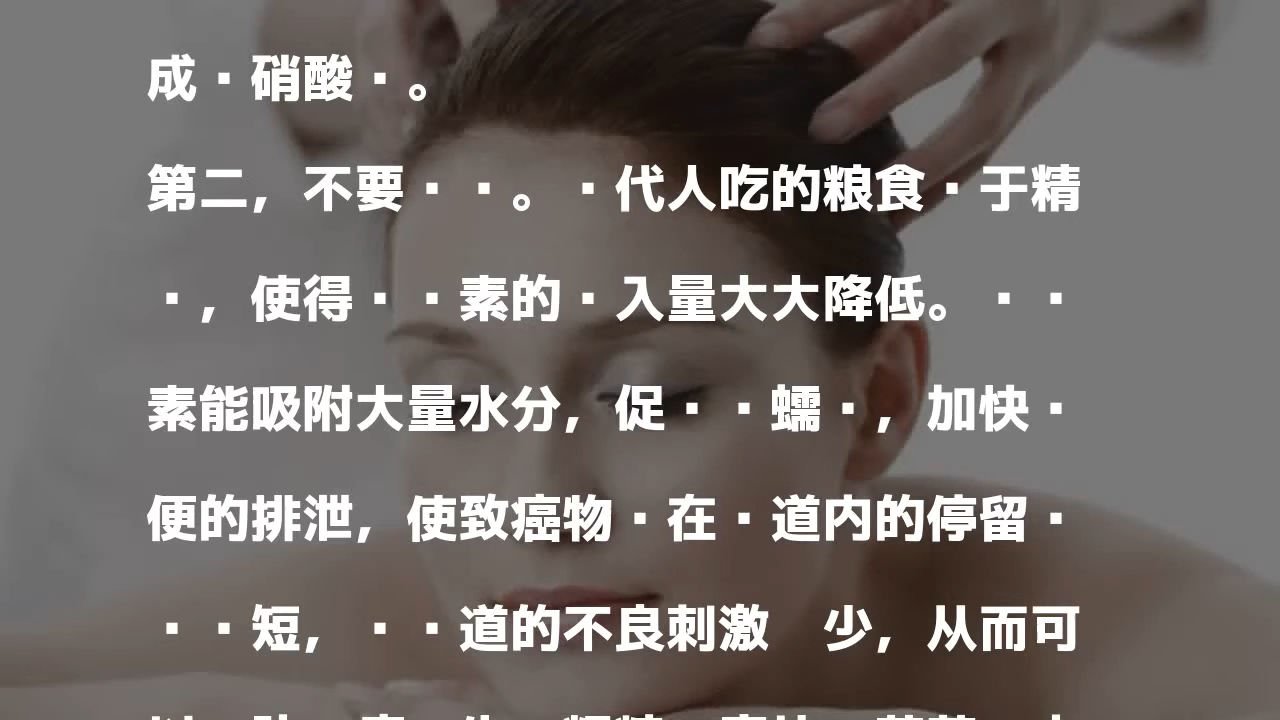 成·硝酸·。
第二，不要··。·代人吃的粮食·于精
·，使得··素的·入量大大降低。··
素能吸附大量水分，促··蠕·，加快·
便的排泄，使致癌物·在·道内的停留·
··短，··道的不良刺激　少，从而可